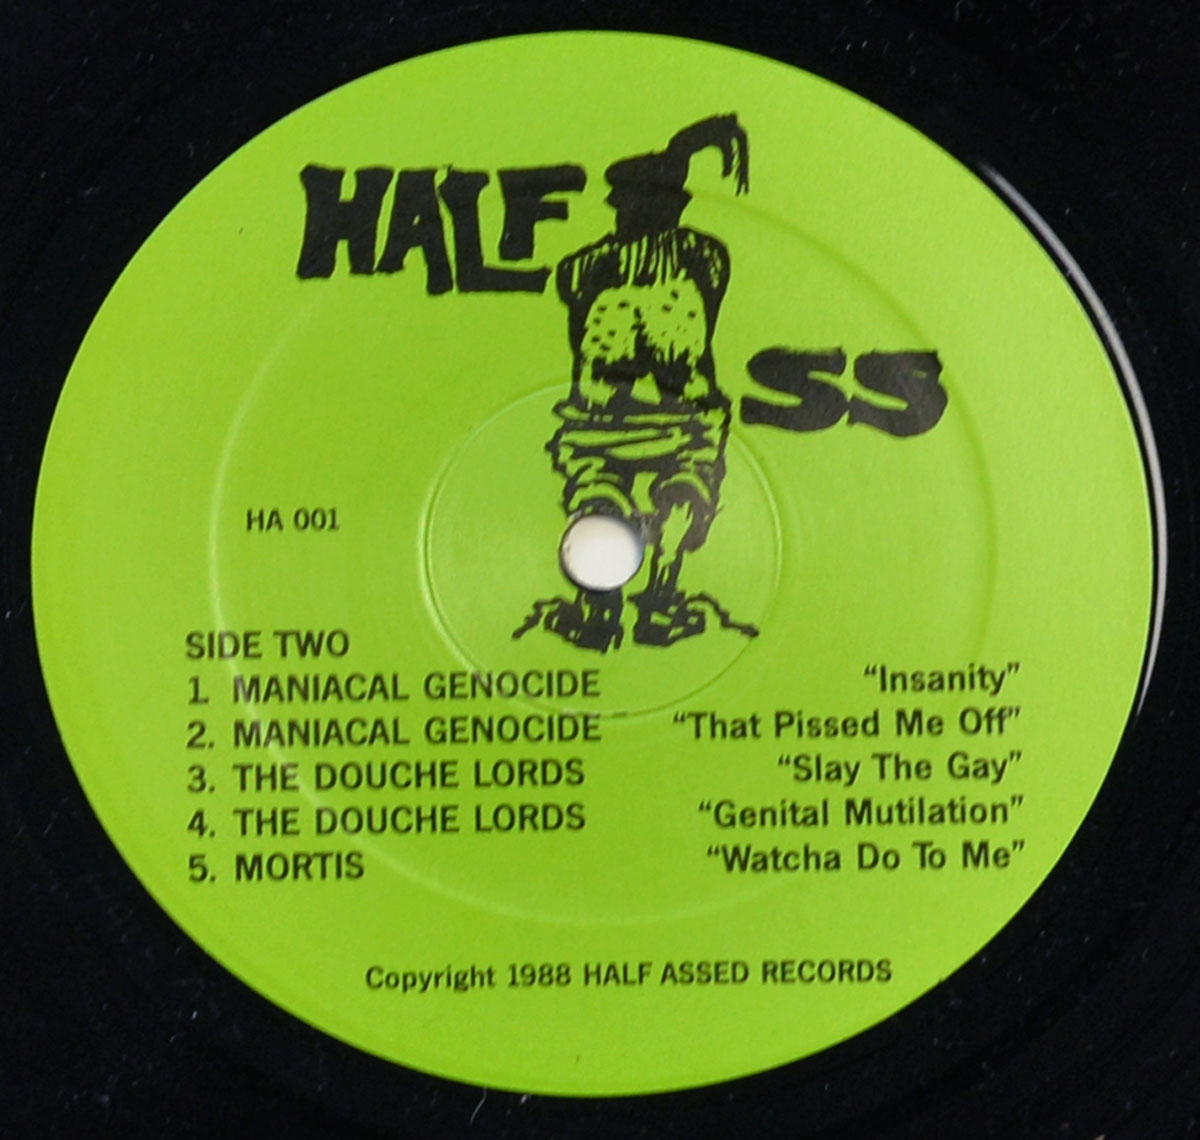 HALF
ASS
HA 001
SIDE TWO
1. MANIACAL GENOCIDE "Insanity"
2. MANIACAL GENOCIDE "That Pissed Me Off"
3. THE DOUCHE LORDS "Slay The Gay"
4. THE DOUCHE LORDS "Genital Mutilation"
5. MORTIS "Watcha Do To Me"
Copyright 1988 HALF ASSED RECORDS